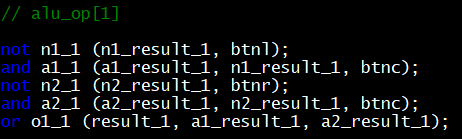 // alu_op[1]
not n1_1 (n1_result_1, btnl);
and a1_1 (a1_result_1, n1_result_1, btnc);
not n2_1 (n2_result_1, btnr);
and a2_1 (a2_result_1, n2_result_1, btnc);
or o1_1 (result_1, a1_result_1, a2_result_1);